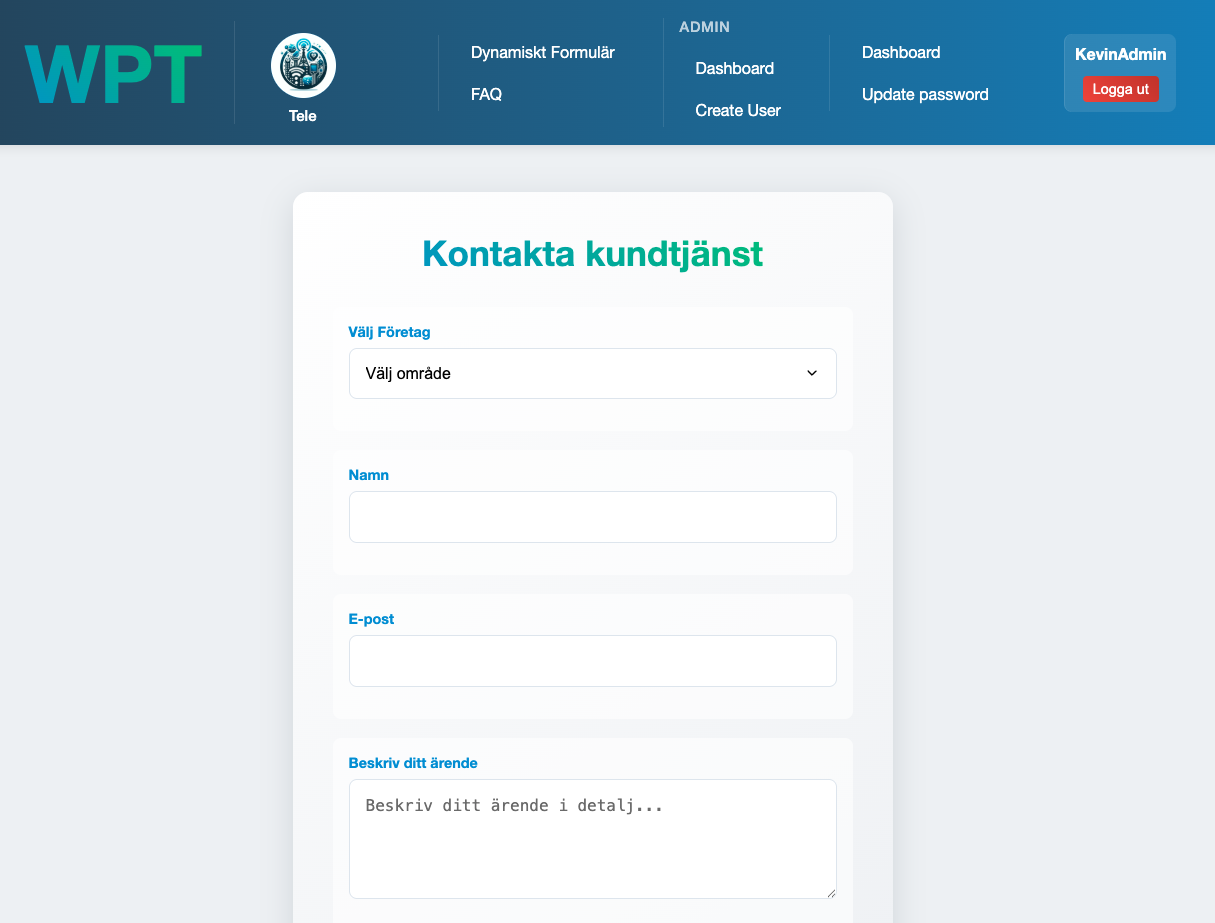 WPT
Tele
Dynamiskt Formulär
FAQ
ADMIN
Dashboard
Create User
Dashboard
Update password
KevinAdmin
Logga ut
Kontakta kundtjänst
Välj Företag
Välj område
Namn
E-post
Beskriv ditt ärende
Beskriv ditt ärende i detalj...